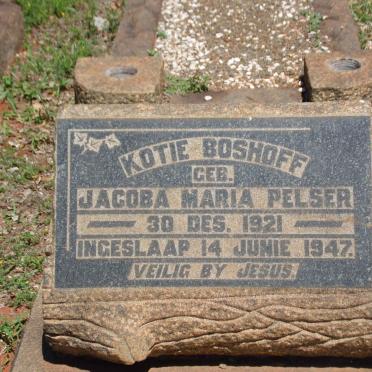 KOTIE BOSHOFF
GEB.
JACOBA MARIA PELSER
30 DES. 1921
INGESLAAP 14 JUNIE 1947.
VEILIG BY JESUS.